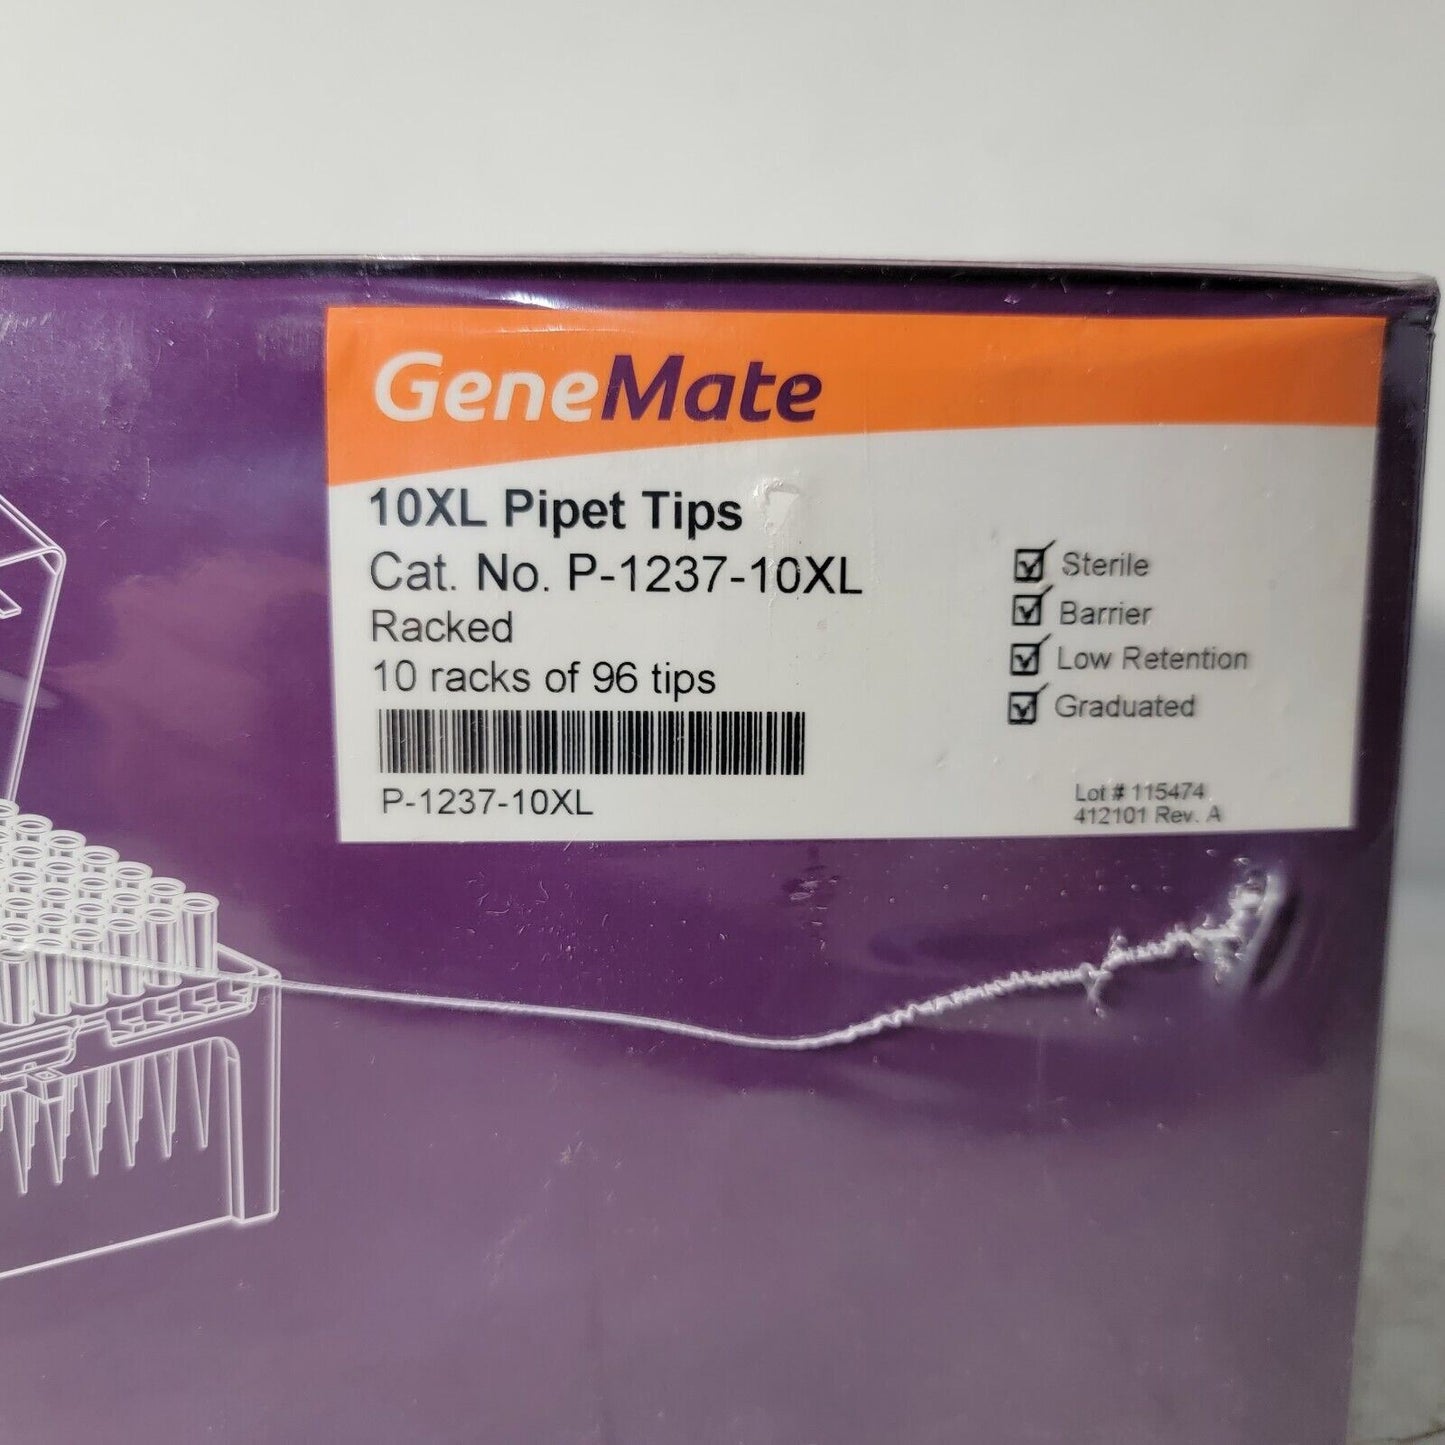 GeneMate
10XL Pipet Tips
Cat. No. P-1237-10XL
Racked
10 racks of 96 tips
P-1237-10XL
Sterile
Barrier
Low Retention
Graduated
Lot # 115474
412101 Rev. A